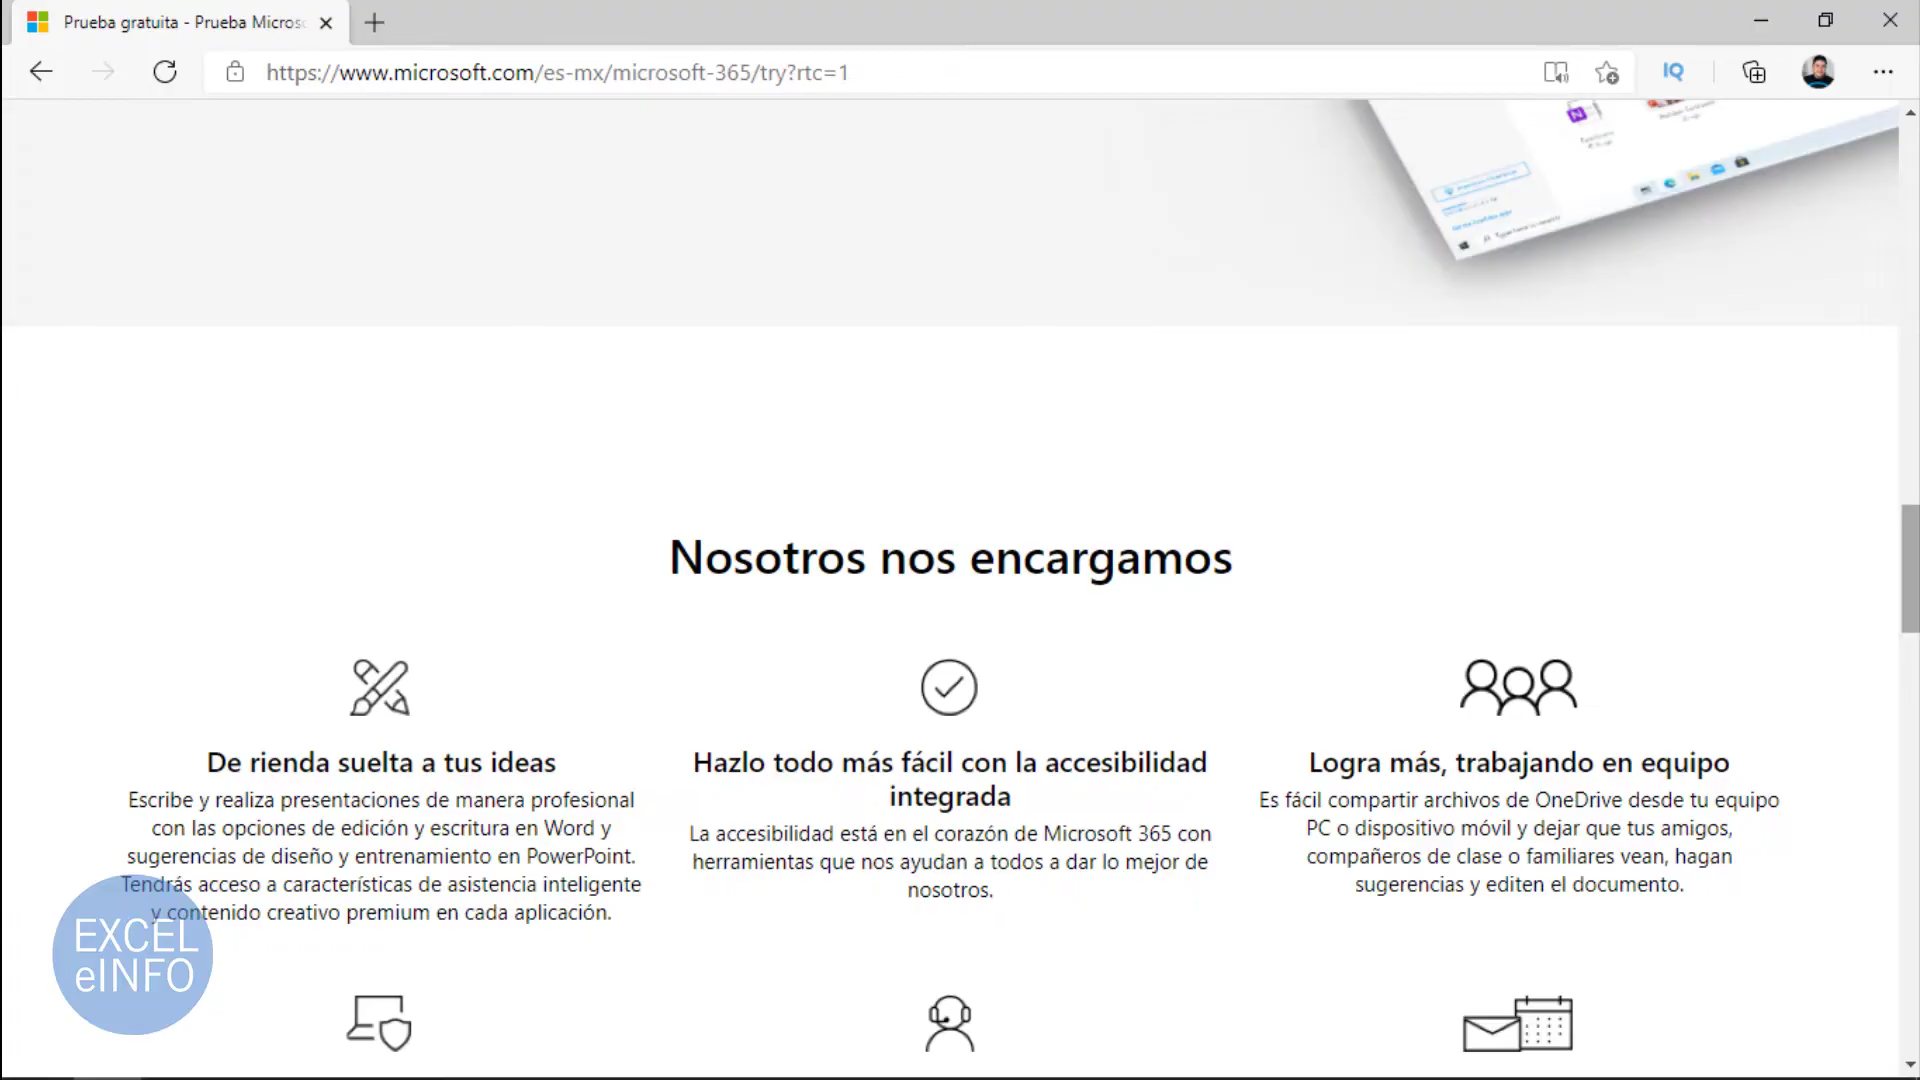 Prueba gratuita - Prueba Micros
https://www.microsoft.com/es-mx/microsoft-365/try?rtc=1
IQ
Nosotros nos encargamos
De rienda suelta a tus ideas
Escribe y realiza presentaciones de manera profesional
con las opciones de edición y escritura en Word y
sugerencias de diseño y entrenamiento en PowerPoint.
Tendrás acceso a características de asistencia inteligente
y contenido creativo premium en cada aplicación.
Hazlo todo más fácil con la accesibilidad
integrada
La accesibilidad está en el corazón de Microsoft 365 con
herramientas que nos ayudan a todos a dar lo mejor de
nosotros.
Logra más, trabajando en equipo
Es fácil compartir archivos de OneDrive desde tu equipo
PC o dispositivo móvil y dejar que tus amigos,
compañeros de clase o familiares vean, hagan
sugerencias y editen el documento.
EXCEL
eINFO